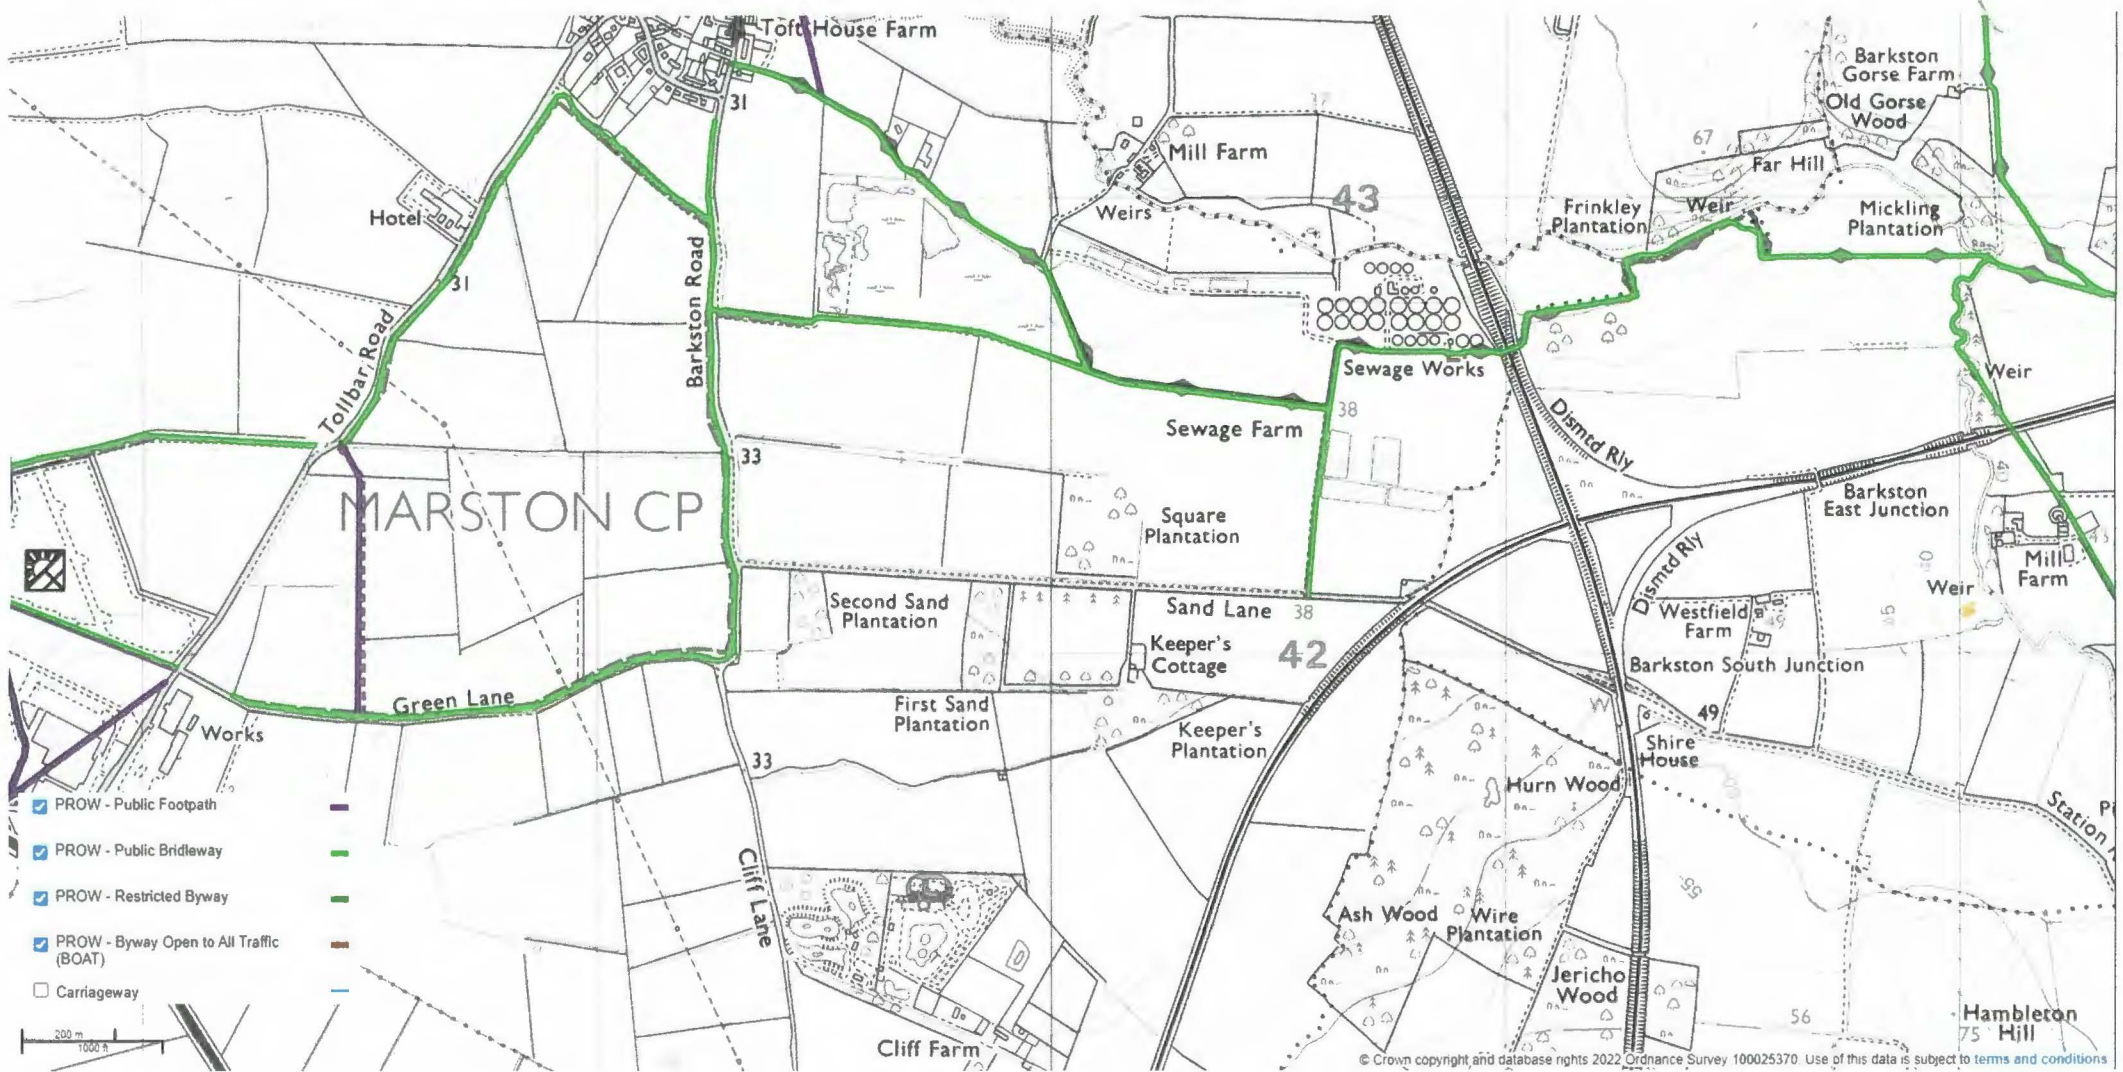 Toft House Farm
31
Barkston
Gorse Farm
Old Gorse
Wood
67
37
Mill Farm
Far Hill
43
Hotel
Weirs
Frinkley
Plantation
Weir
Mickling
Plantation
31
Barkston Road
Tollbar Road
Sewage Works
Weir
38
Dismtd Rly
Sewage Farm
33
MARSTON CP
Square
Plantation
Barkston
East Junction
40
Mill
Farm
Dismtd Rly
Weir
Second Sand
Plantation
Sand Lane
38
Westfield
Farm
45
Keeper's
Cottage
42
Barkston South Junction
Green Lane
First Sand
Plantation
Keeper's
Plantation
W
49
Works
33
Shire
House
Hurn Wood
Station
PROW - Public Footpath
PROW - Public Bridleway
PROW - Restricted Byway
PROW - Byway Open to All Traffic
(BOAT)
Carriageway
Cliff Lane
55
Ash Wood
Wire
Plantation
Jericho
Wood
200 m
1000 ft
Cliff Farm
56
Hambleton
Hill
75
© Crown copyright and database rights 2022 Ordnance Survey 100025370. Use of this data is subject to terms and conditions